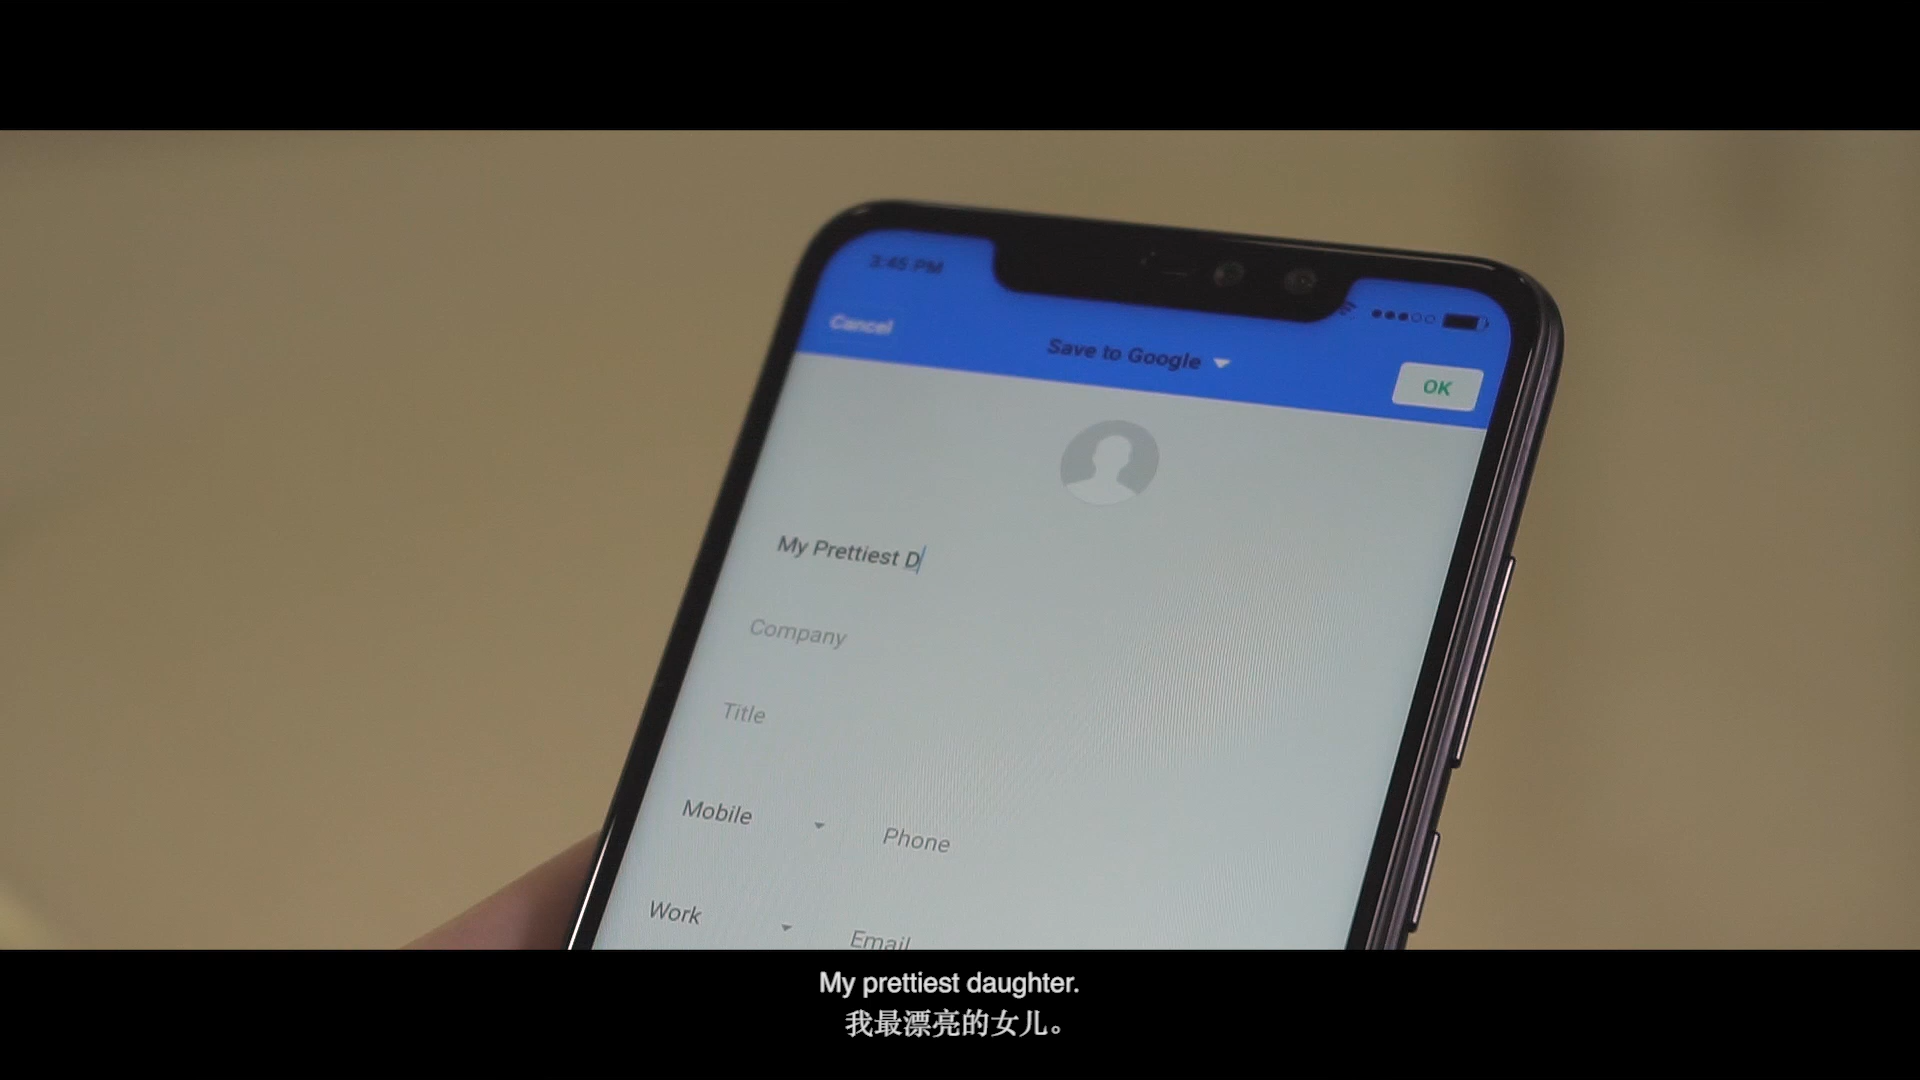 3:45 PM
Cancel
Save to Google
OK
My Prettiest D
Company
Title
Mobile
Phone
Work
Email
My prettiest daughter.
我最漂亮的女儿。